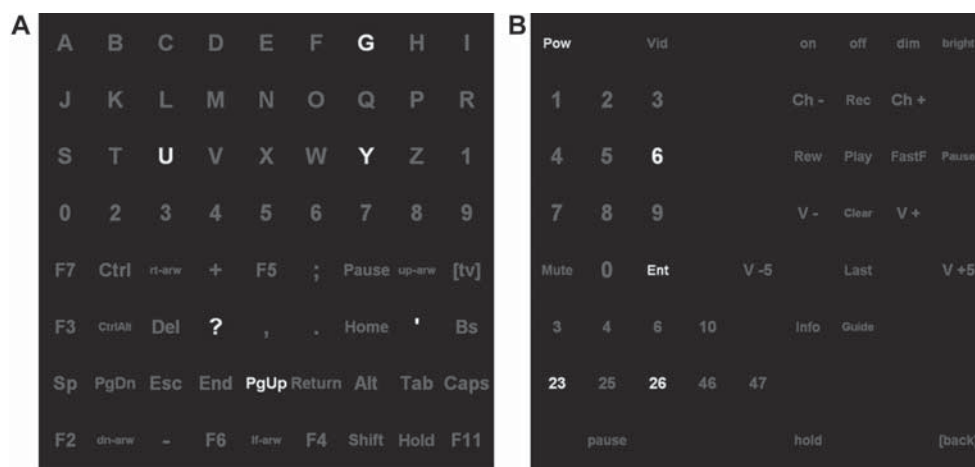 A
A B C D E F G H I
J K L M N O Q P R
S T U V X W Y Z 1
0 2 3 4 5 6 7 8 9
F7 Ctrl rt-arw + F5 ; Pause up-arw [tv]
F3 CtrlAlt Del ? , . Home ' Bs
Sp PgDn Esc End PgUp Return Alt Tab Caps
F2 dn-arw - F6 lf-arw F4 Shift Hold F11
B
Pow Vid on off dim bright
1 2 3 Ch - Rec Ch +
4 5 6 Rew Play FastF Pause
7 8 9 V - Clear V +
Mute 0 Ent V -5 Last V +5
3 4 6 10 Info Guide
23 25 26 46 47
pause hold [back